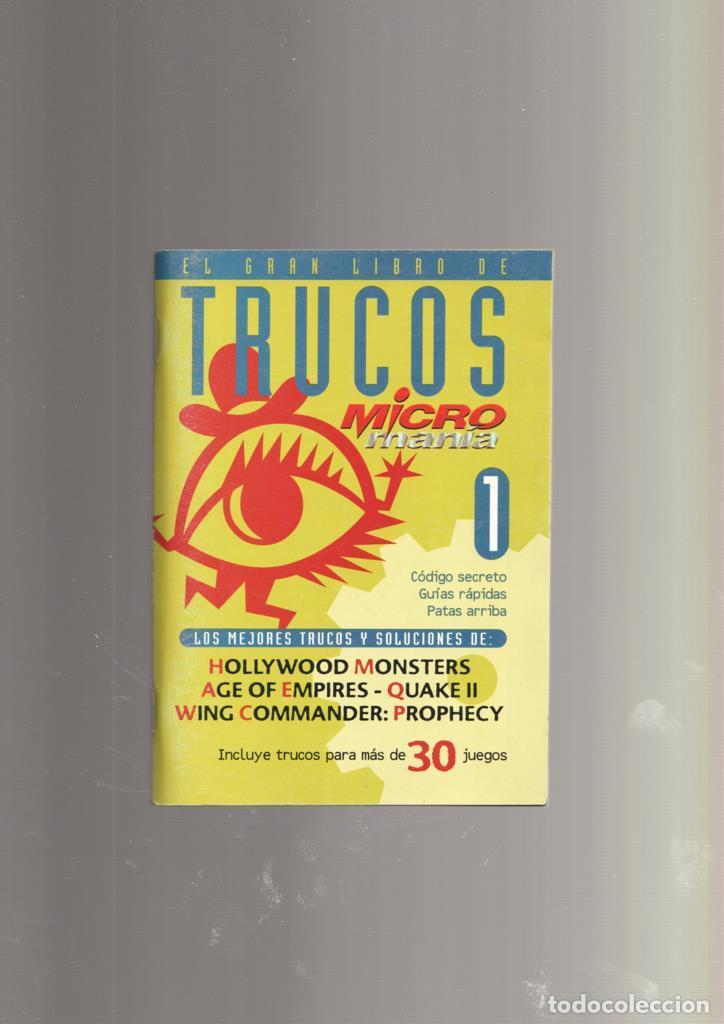 EL GRAN LIBRO DE
TRUCOS
MiCRO
manía
1
Código secreto
Guías rápidas
Patas arriba
LOS MEJORES TRUCOS Y SOLUCIONES DE:
HOLLYWOOD MONSTERS
AGE OF EMPIRES - QUAKE II
WING COMMANDER: PROPHECY
Incluye trucos para más de 30 juegos
todocoleccion